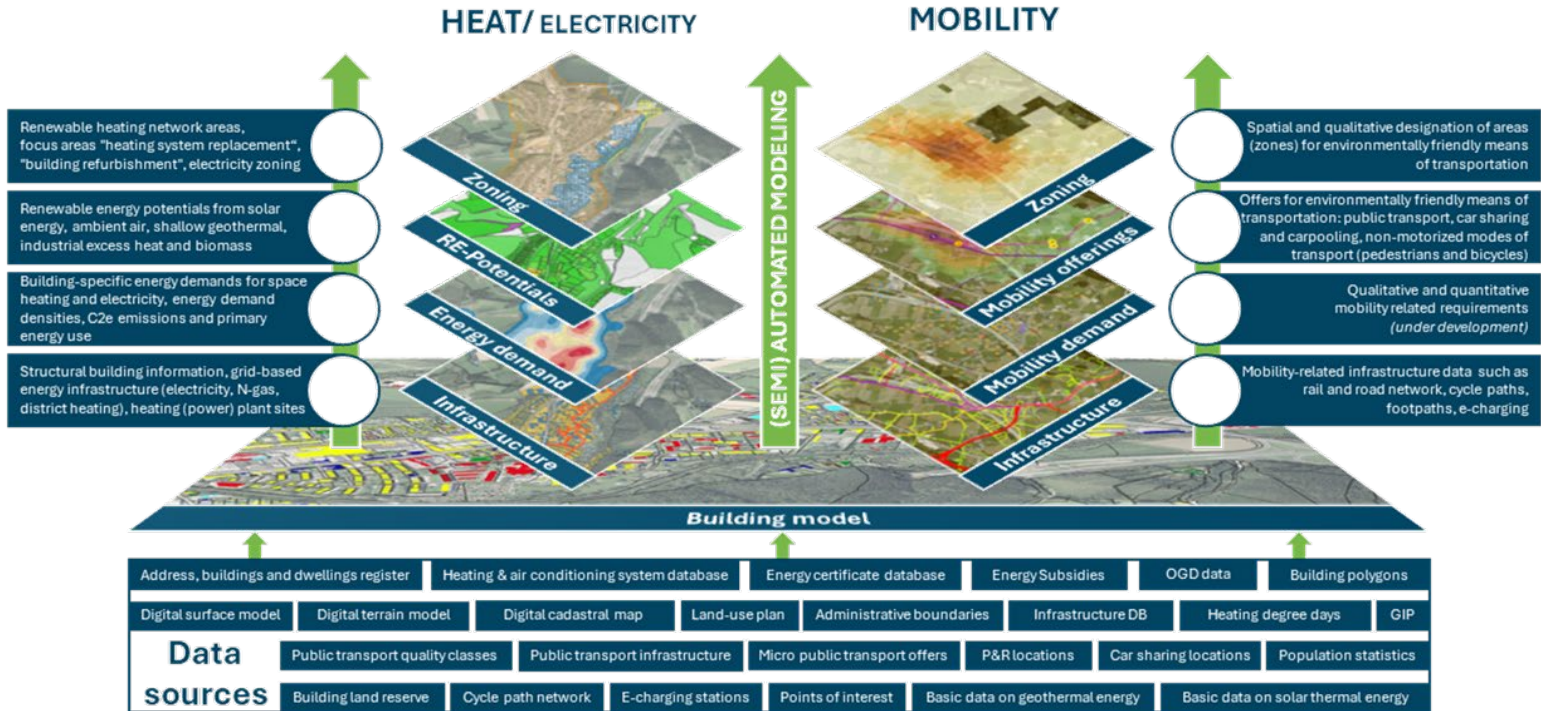 HEAT/ ELECTRICITY
MOBILITY
Renewable heating network areas,
focus areas "heating system replacement",
"building refurbishment", electricity zoning
Renewable energy potentials from solar
energy, ambient air, shallow geothermal,
industrial excess heat and biomass
Building-specific energy demands for space
heating and electricity, energy demand
densities, C2e emissions and primary
energy use
Structural building information, grid-based
energy infrastructure (electricity, N-gas,
district heating), heating (power) plant sites
Zoning
RE-Potentials
Energy demand
Infrastructure
(SEMI) AUTOMATED MODELING
Zoning
Mobility offerings
Mobility demand
Infrastructure
Spatial and qualitative designation of areas
(zones) for environmentally friendly means
of transportation
Offers for environmentally friendly means of
transportation: public transport, car sharing
and carpooling, non-motorized modes of
transport (pedestrians and bicycles)
Qualitative and quantitative
mobility related requirements
(under development)
Mobility-related infrastructure data such as
rail and road network, cycle paths,
footpaths, e-charging
Building model
Address, buildings and dwellings register
Heating & air conditioning system database
Energy certificate database
Energy Subsidies
OGD data
Building polygons
Digital surface model
Digital terrain model
Digital cadastral map
Land-use plan
Administrative boundaries
Infrastructure DB
Heating degree days
GIP
Data
sources
Public transport quality classes
Public transport infrastructure
Micro public transport offers
P&R locations
Car sharing locations
Population statistics
Building land reserve
Cycle path network
E-charging stations
Points of interest
Basic data on geothermal energy
Basic data on solar thermal energy